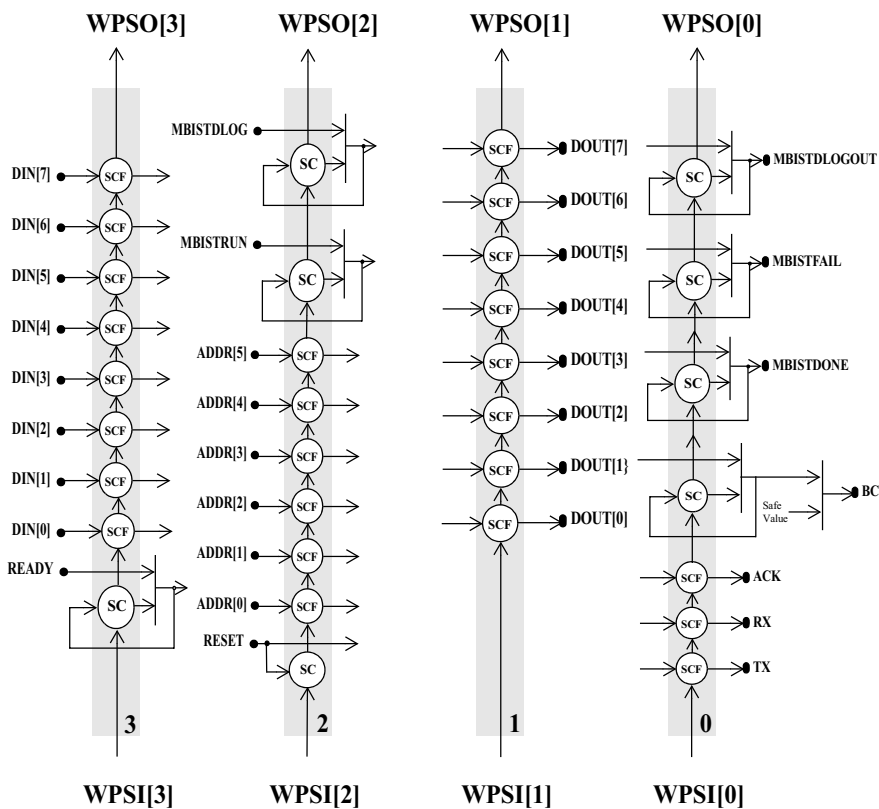 WPSO[3]
WPSO[2]
WPSO[1]
WPSO[0]
DIN[7]
SCF
DIN[6]
SCF
DIN[5]
SCF
DIN[4]
SCF
DIN[3]
SCF
DIN[2]
SCF
DIN[1]
SCF
DIN[0]
SCF
READY
SC
3
WPSI[3]
MBISTDLOG
SC
MBISTRUN
SC
ADDR[5]
SCF
ADDR[4]
SCF
ADDR[3]
SCF
ADDR[2]
SCF
ADDR[1]
SCF
ADDR[0]
SCF
RESET
SC
2
WPSI[2]
SCF
DOUT[7]
SCF
DOUT[6]
SCF
DOUT[5]
SCF
DOUT[4]
SCF
DOUT[3]
SCF
DOUT[2]
SCF
DOUT[1}
SCF
DOUT[0]
1
WPSI[1]
SC
MBISTDLOGOUT
SC
MBISTFAIL
SC
MBISTDONE
SC
Safe
Value
BC
SCF
ACK
SCF
RX
SCF
TX
0
WPSI[0]